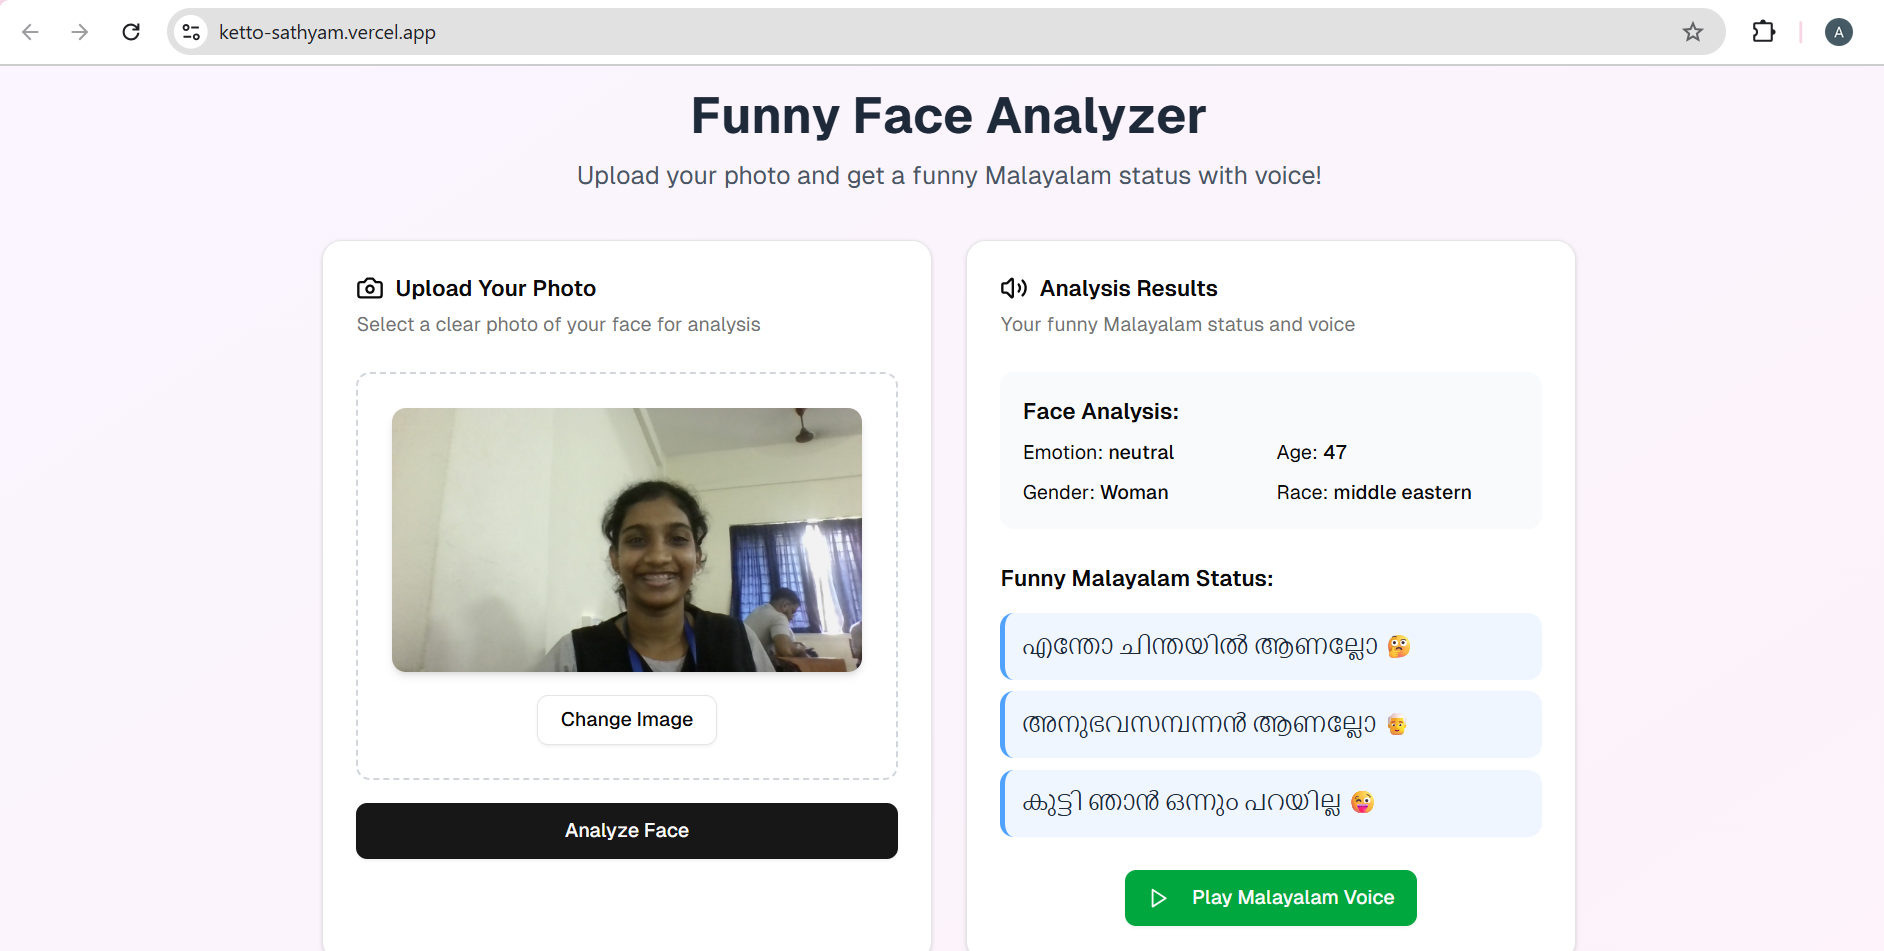 ketto-sathyam.vercel.app
A
Funny Face Analyzer
Upload your photo and get a funny Malayalam status with voice!
Upload Your Photo
Select a clear photo of your face for analysis
Change Image
Analyze Face
Analysis Results
Your funny Malayalam status and voice
Face Analysis:
Emotion: neutral Age: 47
Gender: Woman Race: middle eastern
Funny Malayalam Status:
എന്തോ ചിന്തയിൽ ആണല്ലോ 🤔
അനുഭവസമ്പന്നൻ ആണല്ലോ 👴
കുട്ടി ഞാൻ ഒന്നും പറയില്ല 😜
Play Malayalam Voice